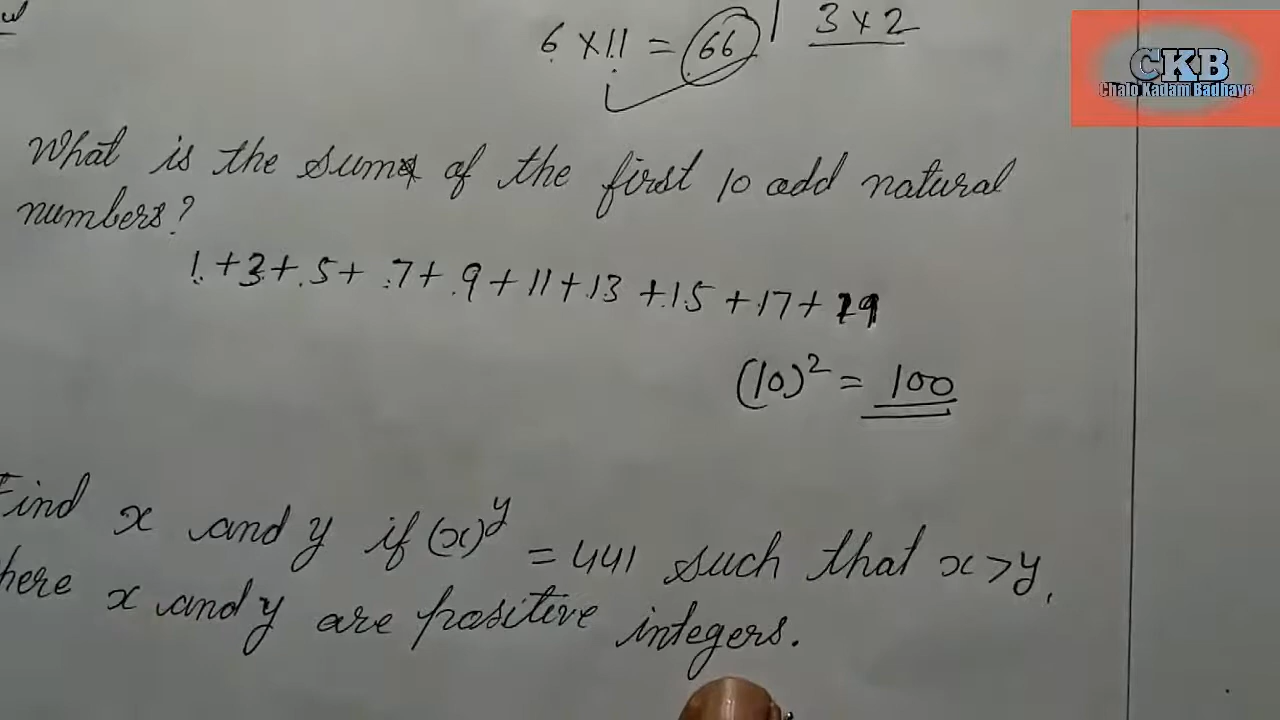 6 × 11 = 66 | 3 × 2
CKB
Chalo Kadam Badhaye
What is the sum of the first 10 add natural
numbers?
1+3+5+7+9+11+13+15+17+19
(10)² = 100
Find x and y if (x)^y = 441 such that x>y,
here x and y are positive integers.